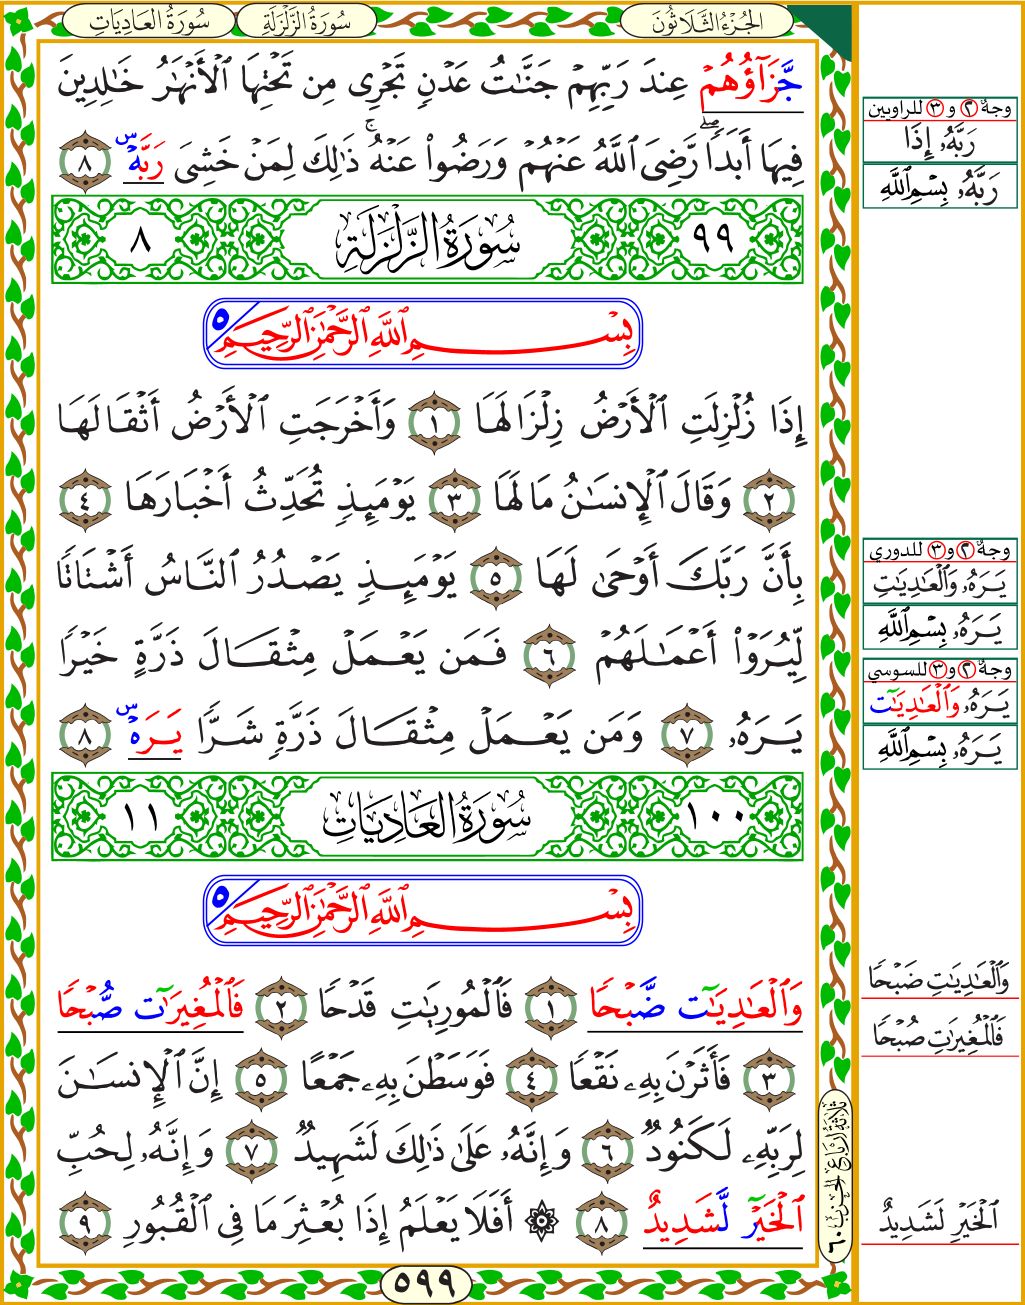 الجُزْءُ الثَّلَاثُونَ
سُورَةُ الزَّلْزَلَةِ
سُورَةُ العَادِيَاتِ
جَّزَآؤُهُمْ عِندَ رَبِّهِمْ جَنَّٰتُ عَدْنٖ تَجْرِى مِن تَحْتِهَا ٱلْأَنْهَٰرُ خَٰلِدِينَ
فِيهَآ أَبَدٗاۖ رَّضِىَ ٱللَّهُ عَنْهُمْ وَرَضُوا۟ عَنْهُۚ ذَٰلِكَ لِمَنْ خَشِىَ رَبَّهُۥ ٨
٩٩ سُورَةُ الزَّلْزَلَةِ ٨
بِسْمِ ٱللَّهِ ٱلرَّحْمَٰنِ ٱلرَّحِيمِ ٥
إِذَا زُلْزِلَتِ ٱلْأَرْضُ زِلْزَالَهَا ١ وَأَخْرَجَتِ ٱلْأَرْضُ أَثْقَالَهَا
٢ وَقَالَ ٱلْإِنسَٰنُ مَا لَهَا ٣ يَوْمَئِذٖ تُحَدِّثُ أَخْبَارَهَا ٤
بِأَنَّ رَبَّكَ أَوْحَىٰ لَهَا ٥ يَوْمَئِذٖ يَصْدُرُ ٱلنَّاسُ أَشْتَاتٗا
لِّيُرَوْا۟ أَعْمَٰلَهُمْ ٦ فَمَن يَعْمَلْ مِثْقَالَ ذَرَّةٍ خَيْرٗا
يَرَهُۥ ٧ وَمَن يَعْمَلْ مِثْقَالَ ذَرَّةٖ شَرّٗا يَرَهُۥ ٨
١٠٠ سُورَةُ العَادِيَاتِ ١١
بِسْمِ ٱللَّهِ ٱلرَّحْمَٰنِ ٱلرَّحِيمِ ٥
وَٱلْعَٰدِيَٰت ضَّبْحٗا ١ فَٱلْمُورِيَٰتِ قَدْحٗا ٢ فَٱلْمُغِيرَٰت صُّبْحٗا
٣ فَأَثَرْنَ بِهِۦ نَقْعٗا ٤ فَوَسَطْنَ بِهِۦ جَمْعًا ٥ إِنَّ ٱلْإِنسَٰنَ
لِرَبِّهِۦ لَكَنُودٞ ٦ وَإِنَّهُۥ عَلَىٰ ذَٰلِكَ لَشَهِيدٞ ٧ وَإِنَّهُۥ لِحُبِّ
ٱلْخَيْر لَّشَدِيدٌ ٨ ۞ أَفَلَا يَعْلَمُ إِذَا بُعْثِرَ مَا فِى ٱلْقُبُورِ ٩
٥٩٩
وجهٌ ٢ و ٣ للراويين
رَبَّهُۥ إِذَا
رَبَّهُۥ بِسْمِ ٱللَّهِ
وجهٌ ٢ و ٣ للدوري
يَرَهُۥ وَٱلْعَٰدِيَٰتِ
يَرَهُۥ بِسْمِ ٱللَّهِ
وجهٌ ٢ و ٣ للسوسي
يَرَهُۥ وَٱلْعَٰدِيَٰت
يَرَهُۥ بِسْمِ ٱللَّهِ
وَٱلْعَٰدِيَٰتِ ضَبْحٗا
فَٱلْمُغِيرَٰتِ صُبْحٗا
ثَلَاثَةُ أَرْبَاعِ الحِزْبِ ٦٠
ٱلْخَيْرِ لَشَدِيدٌ